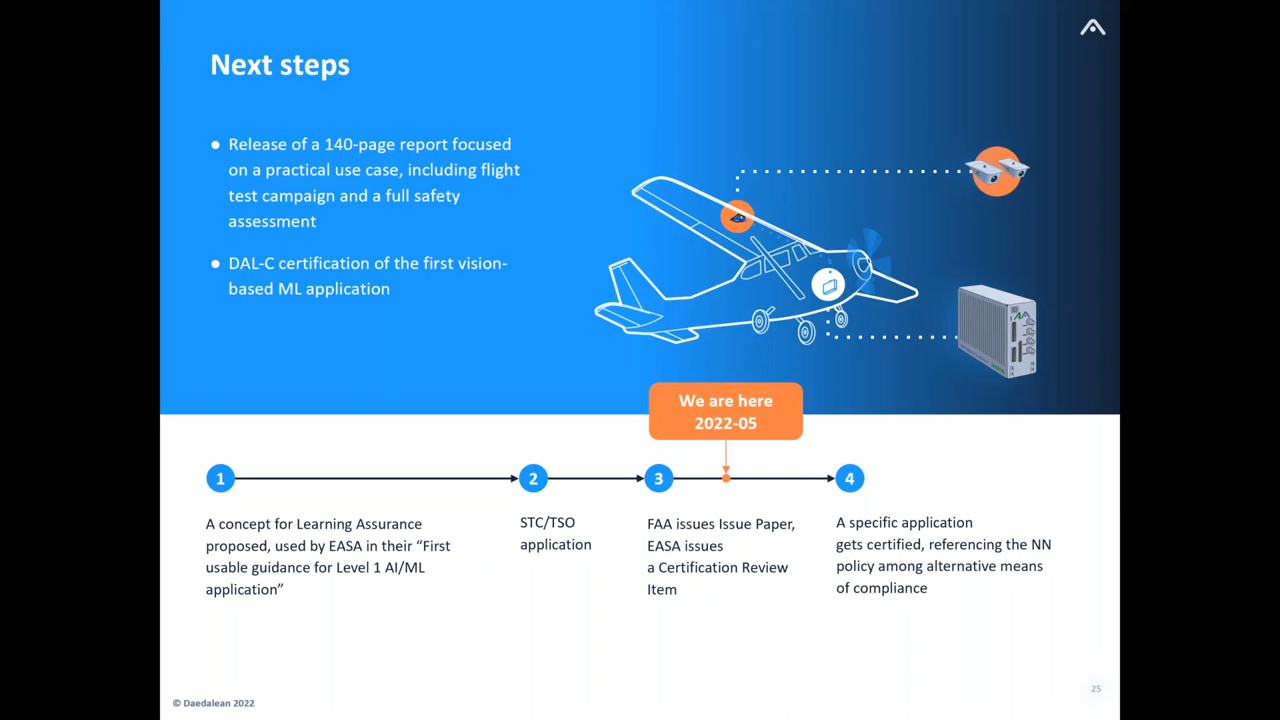 Next steps
● Release of a 140-page report focused
on a practical use case, including flight
test campaign and a full safety
assessment
● DAL-C certification of the first vision-
based ML application
We are here
2022-05
1
2
3
4
A concept for Learning Assurance
proposed, used by EASA in their “First
usable guidance for Level 1 AI/ML
application”
STC/TSO
application
FAA issues Issue Paper,
EASA issues
a Certification Review
Item
A specific application
gets certified, referencing the NN
policy among alternative means
of compliance
25
© Daedalean 2022